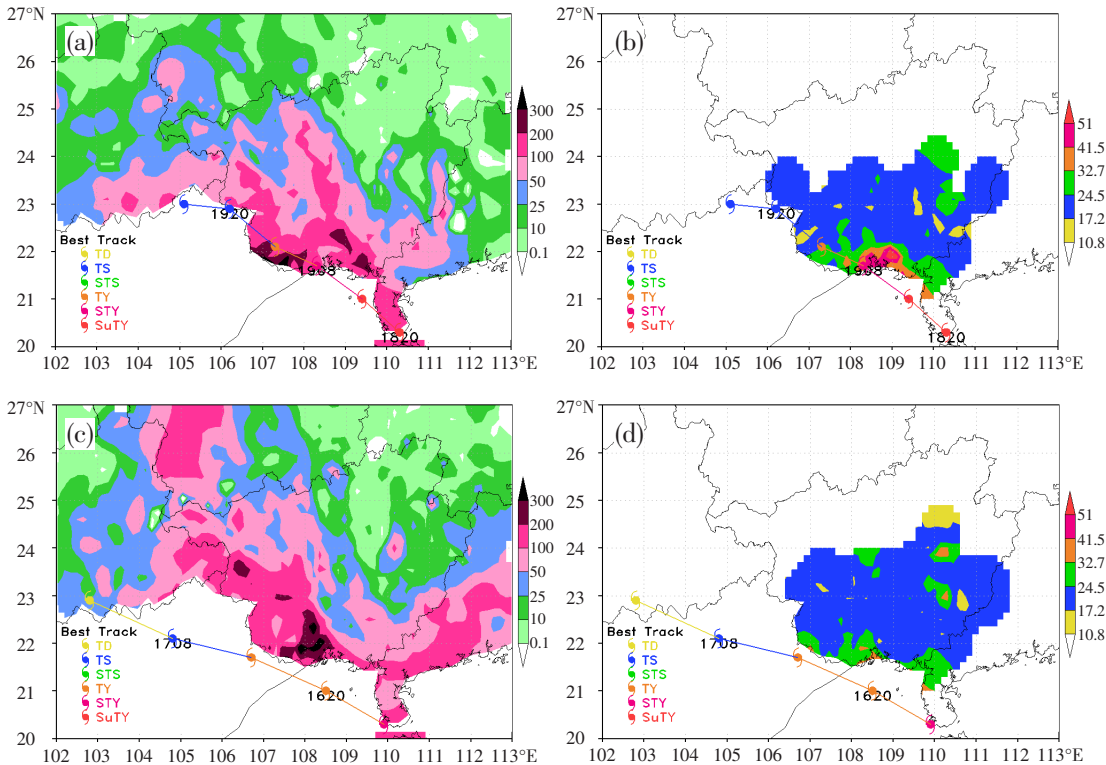 27°N
(a)
26
25
24
23
22
21
20
1920
1908
1820
Best Track
TD
TS
STS
TY
STY
SuTY
102 103 104 105 106 107 108 109 110 111 112 113°E
300
200
100
50
25
10
0.1
27°N
(b)
26
25
24
23
22
21
20
1920
1908
1820
Best Track
TD
TS
STS
TY
STY
SuTY
102 103 104 105 106 107 108 109 110 111 112 113°E
51
41.5
32.7
24.5
17.2
10.8
27°N
(c)
26
25
24
23
22
21
20
1708
1620
Best Track
TD
TS
STS
TY
STY
SuTY
102 103 104 105 106 107 108 109 110 111 112 113°E
300
200
100
50
25
10
0.1
27°N
(d)
26
25
24
23
22
21
20
1708
1620
Best Track
TD
TS
STS
TY
STY
SuTY
102 103 104 105 106 107 108 109 110 111 112 113°E
51
41.5
32.7
24.5
17.2
10.8